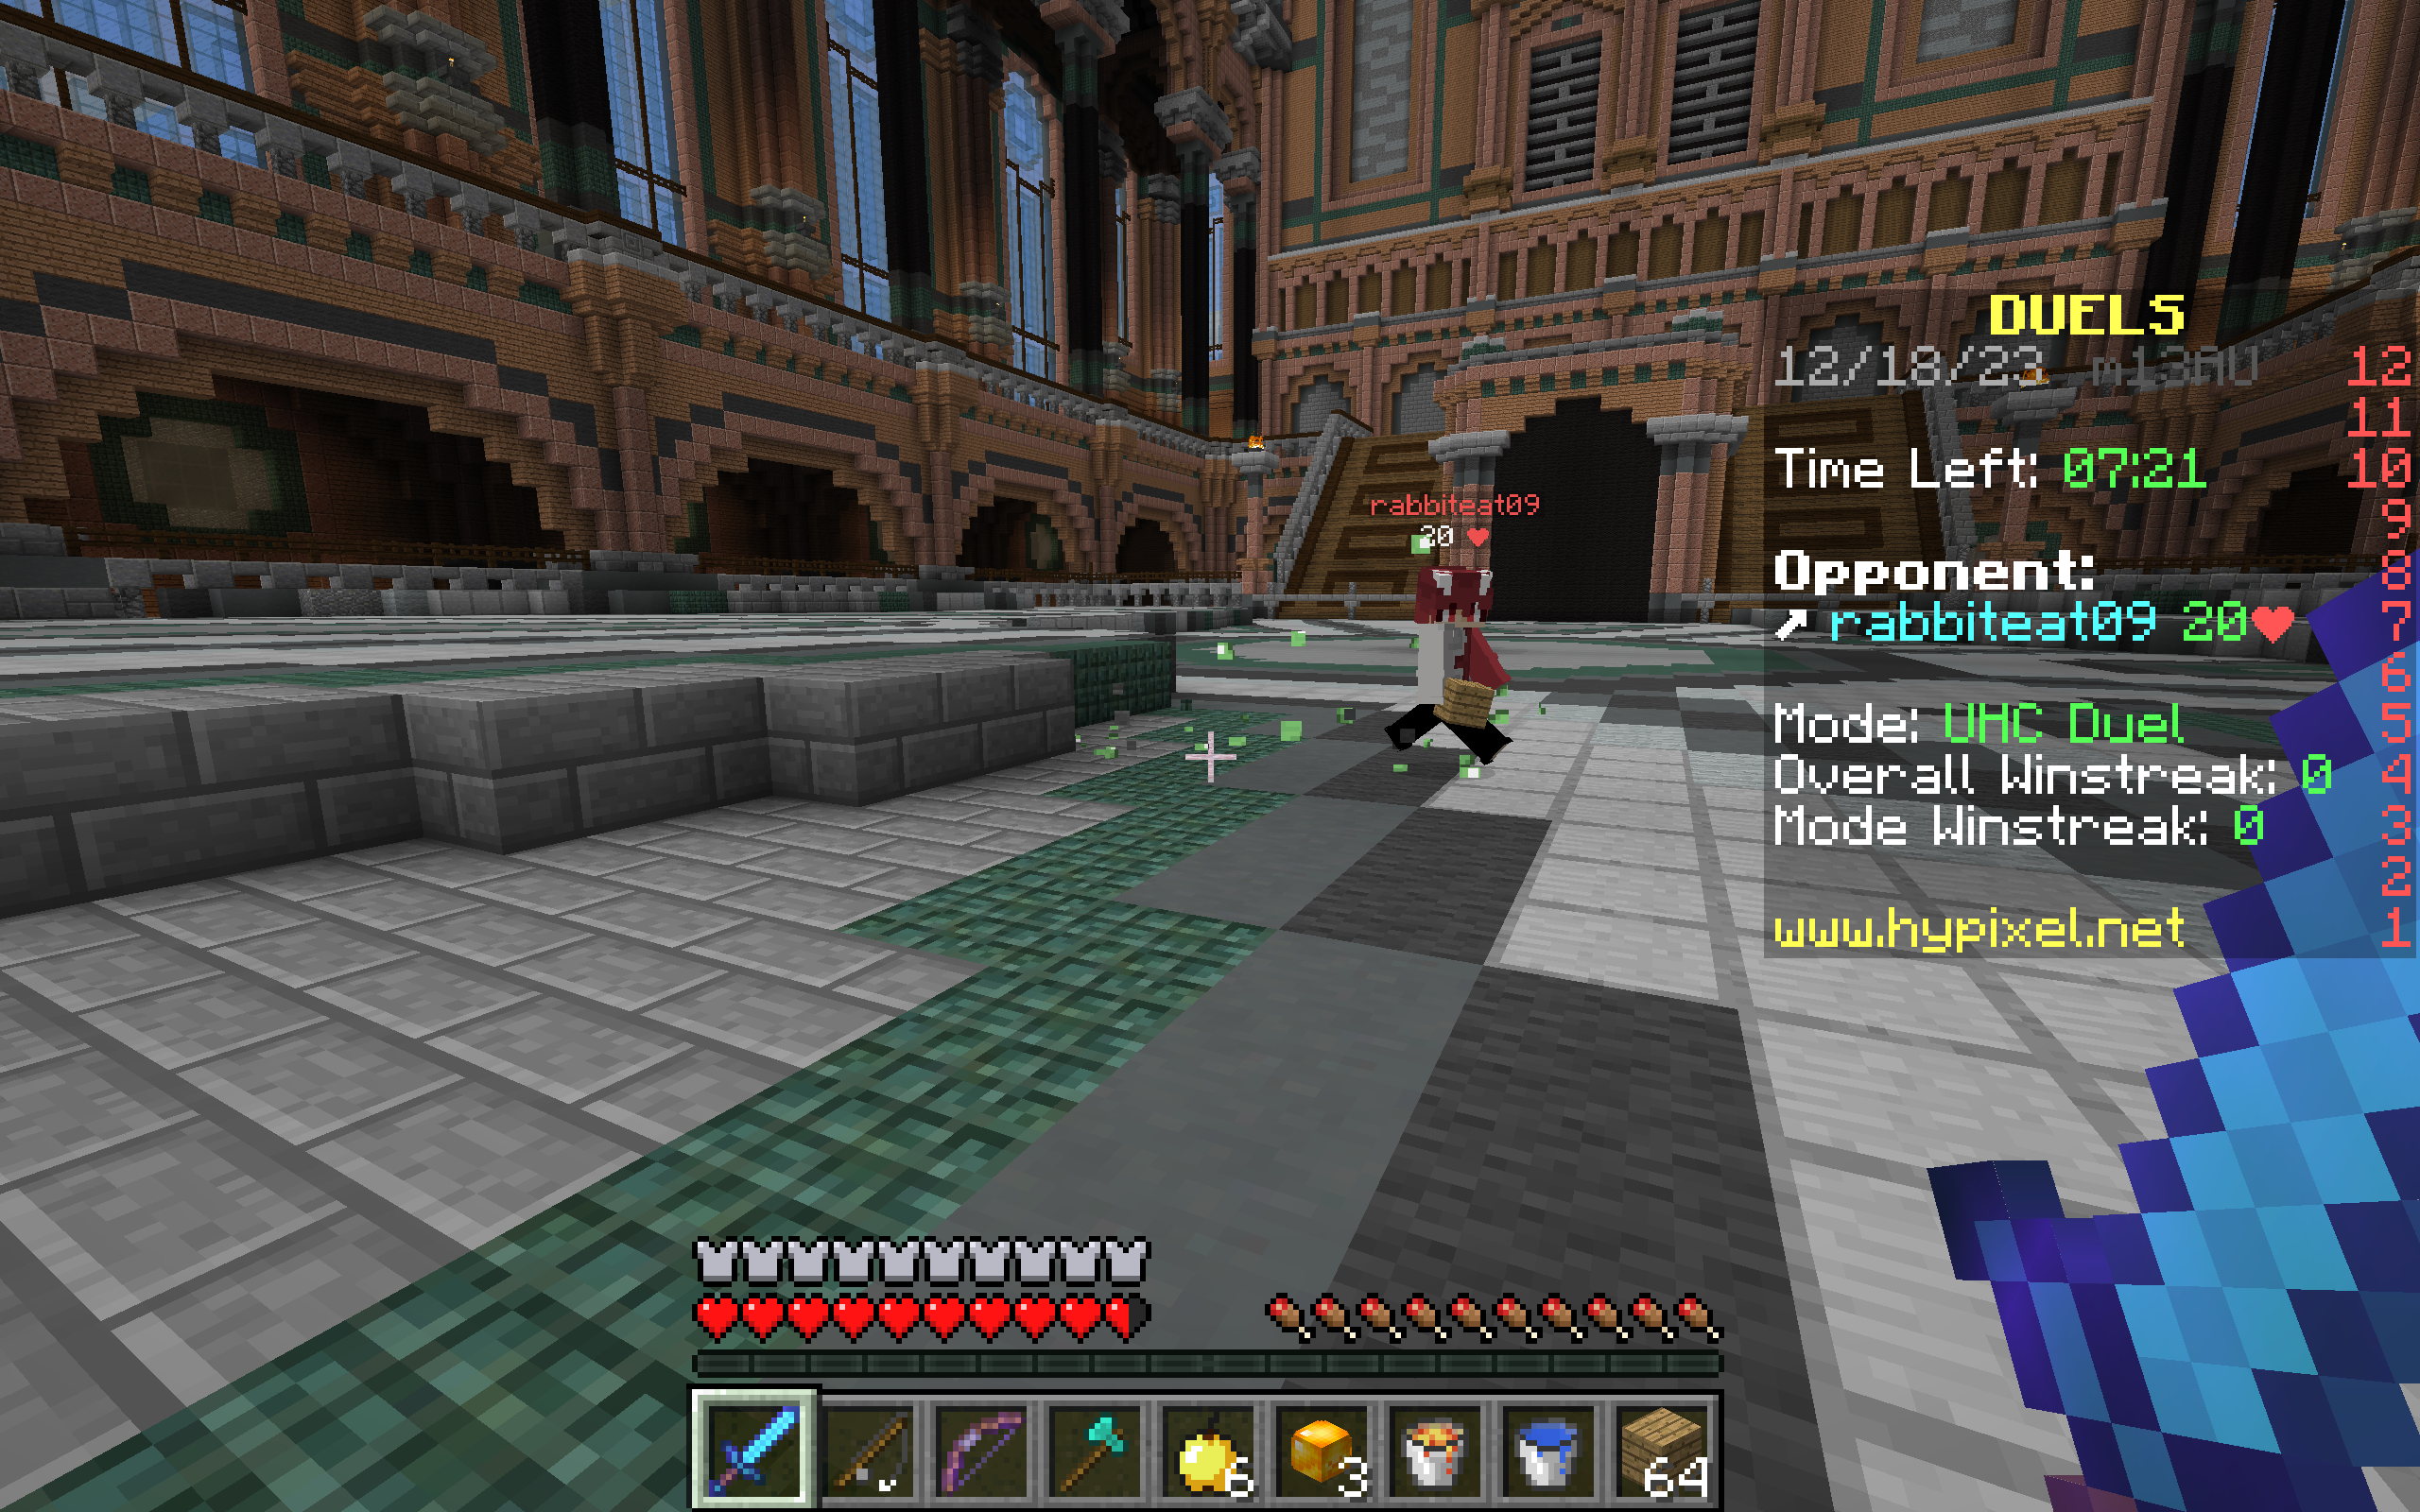 DUELS
12/18/23 m13AU 12
11
Time Left: 07:21 10
9
Opponent: 8
↗ rabbiteat09 20❤ 7
6
Mode: UHC Duel 5
Overall Winstreak: 0 4
Mode Winstreak: 0 3
2
www.hypixel.net 1
rabbiteat09
20 ❤
6 3 64